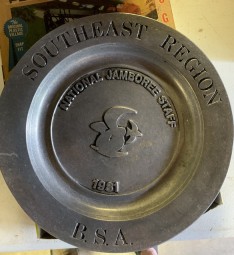 SOUTHEAST REGION
NATIONAL JAMBOREE STAFF
1981
B.S.A.